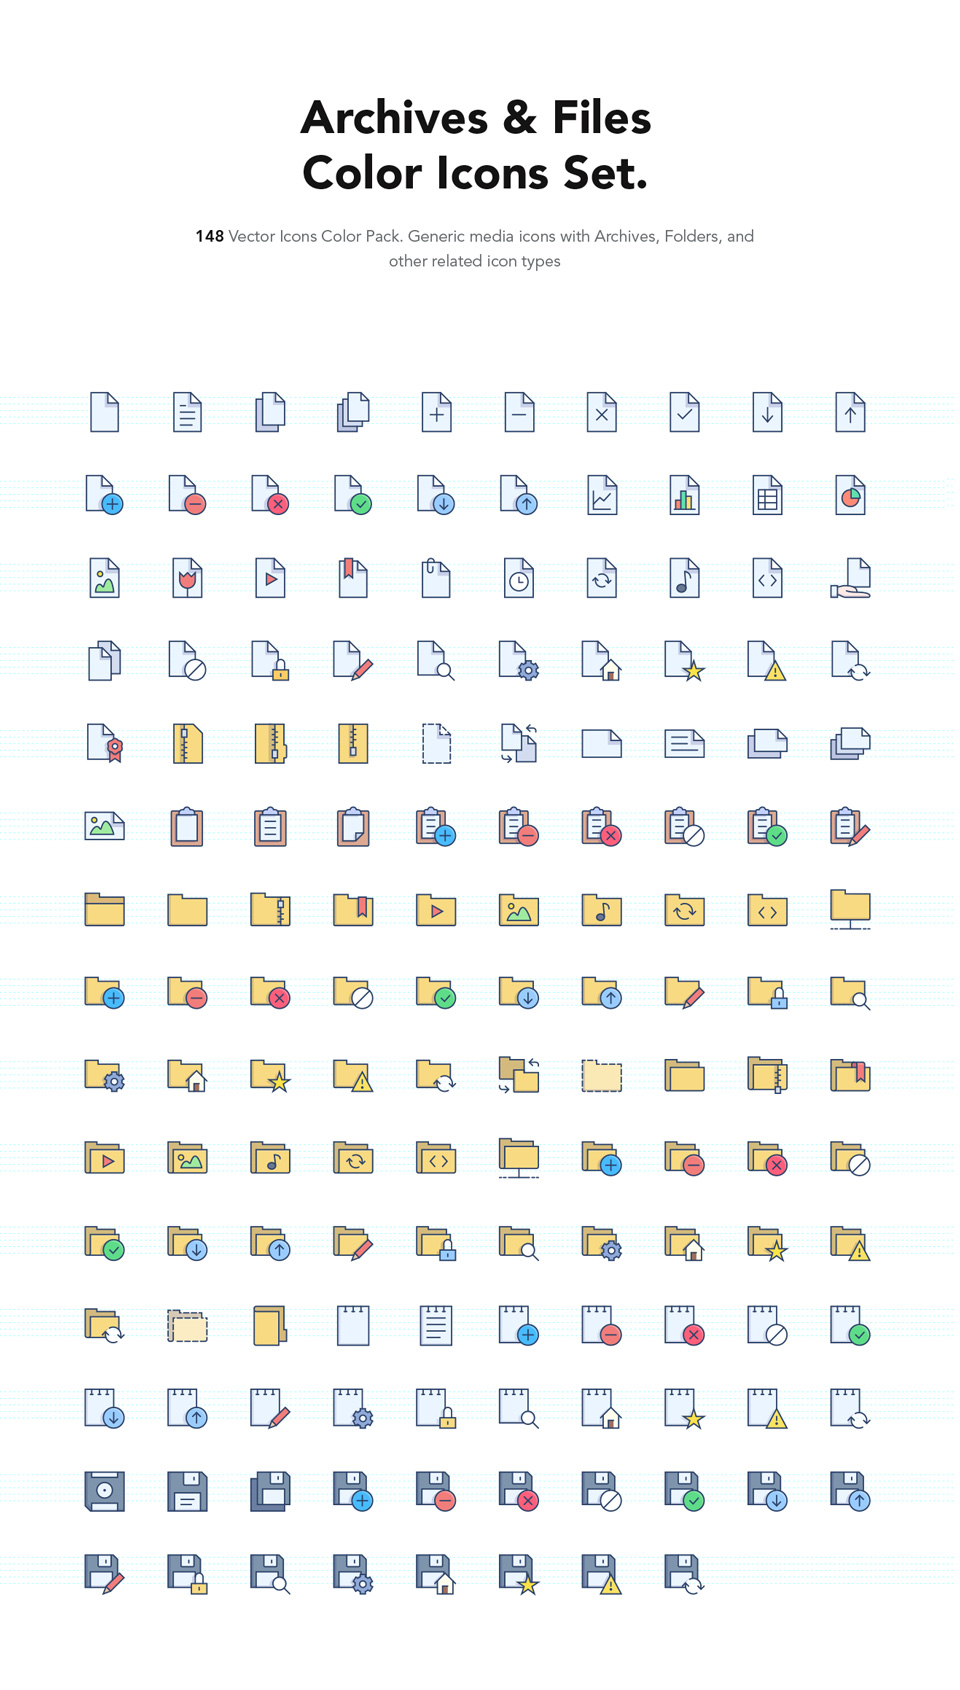 Archives & Files
Color Icons Set.
148 Vector Icons Color Pack. Generic media icons with Archives, Folders, and
other related icon types